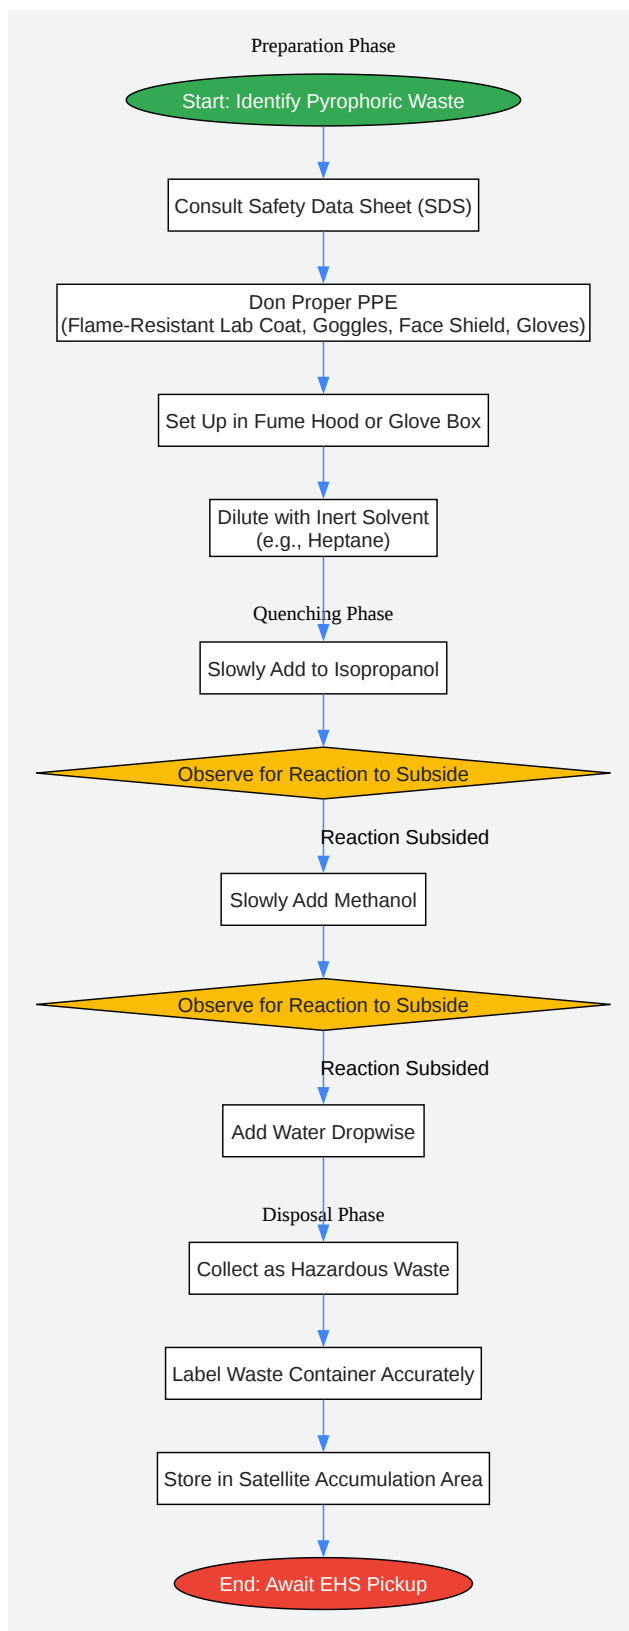 Preparation Phase
Start: Identify Pyrophoric Waste
Consult Safety Data Sheet (SDS)
Don Proper PPE
(Flame-Resistant Lab Coat, Goggles, Face Shield, Gloves)
Set Up in Fume Hood or Glove Box
Dilute with Inert Solvent
(e.g., Heptane)
Quenching Phase
Slowly Add to Isopropanol
Observe for Reaction to Subside
Reaction Subsided
Slowly Add Methanol
Observe for Reaction to Subside
Reaction Subsided
Add Water Dropwise
Disposal Phase
Collect as Hazardous Waste
Label Waste Container Accurately
Store in Satellite Accumulation Area
End: Await EHS Pickup